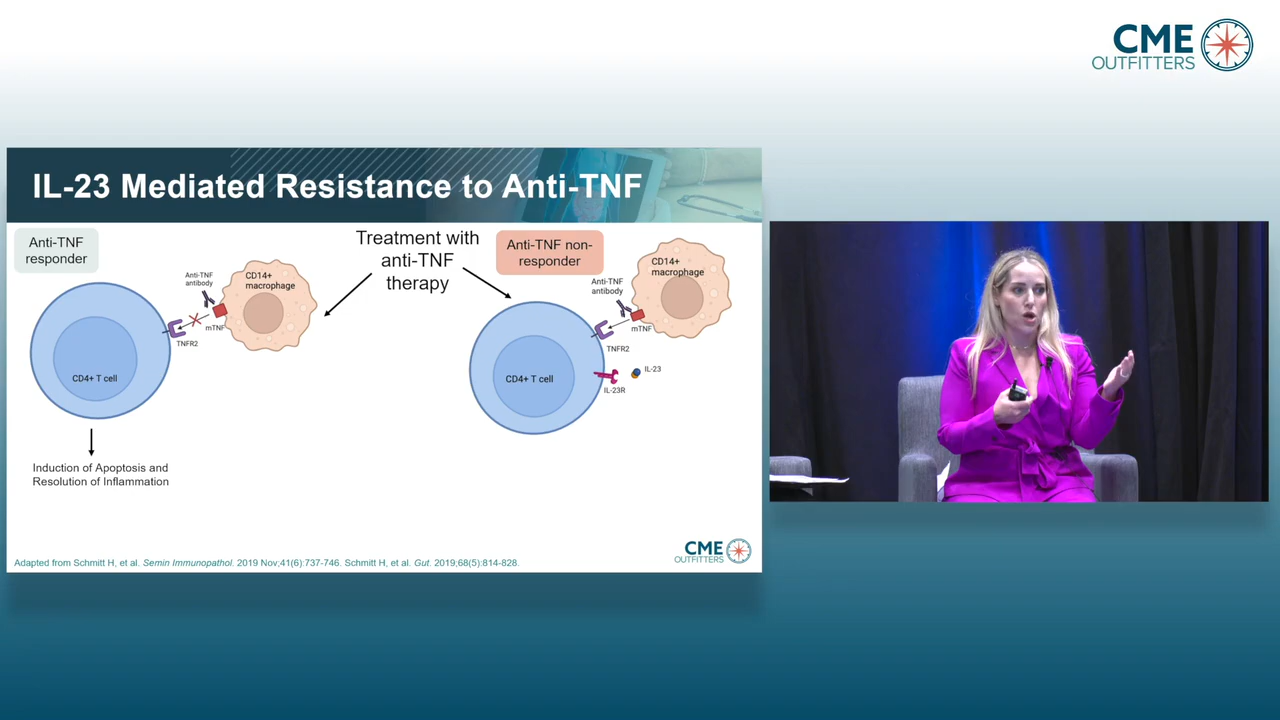 CME
OUTFITTERS
IL-23 Mediated Resistance to Anti-TNF
Anti-TNF
responder
Treatment with
anti-TNF
therapy
Anti-TNF non-
responder
Anti-TNF
antibody
CD14+
macrophage
mTNF
TNFR2
CD4+ T cell
Induction of Apoptosis and
Resolution of Inflammation
Anti-TNF
antibody
CD14+
macrophage
mTNF
TNFR2
CD4+ T cell
IL-23
IL-23R
Adapted from Schmitt H, et al. Semin Immunopathol. 2019 Nov;41(6):737-746. Schmitt H, et al. Gut. 2019;68(5):814-828.
CME
OUTFITTERS